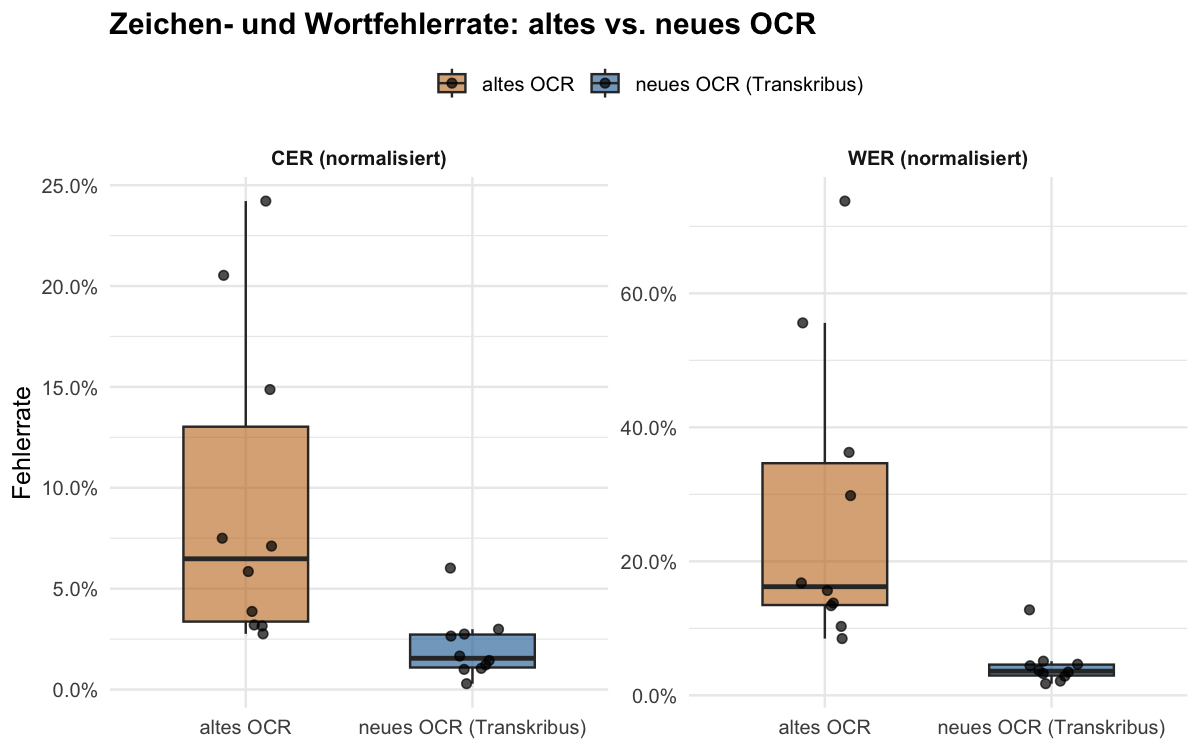 Zeichen- und Wortfehlerrate: altes vs. neues OCR
altes OCR neues OCR (Transkribus)
CER (normalisiert) WER (normalisiert)
Fehlerrate
25.0%
20.0%
15.0%
10.0%
5.0%
0.0%
60.0%
40.0%
20.0%
0.0%
altes OCR neues OCR (Transkribus) altes OCR neues OCR (Transkribus)